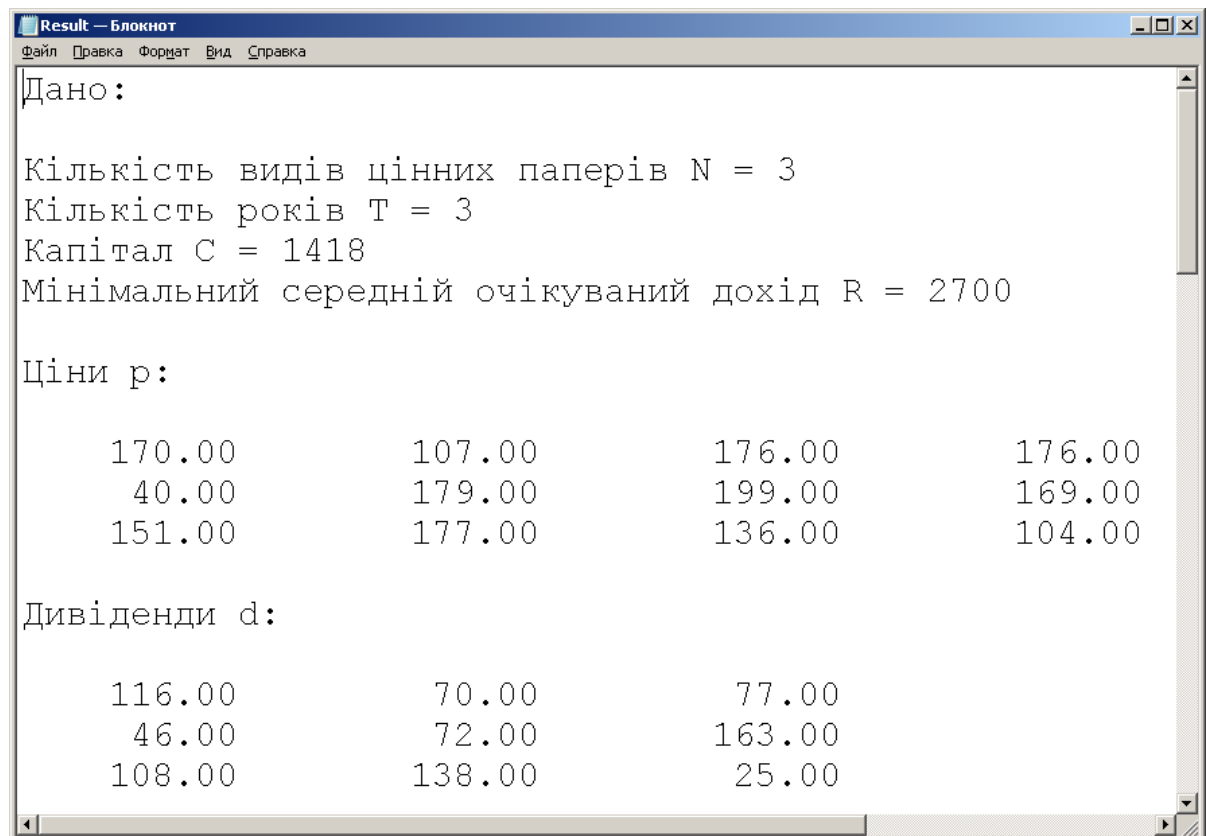 Result — Блокнот
Файл Правка Формат Вид Справка
Дано:
Кількість видів цінних паперів N = 3
Кількість років T = 3
Капітал C = 1418
Мінімальний середній очікуваний дохід R = 2700
Ціни p:
170.00 107.00 176.00 176.00
40.00 179.00 199.00 169.00
151.00 177.00 136.00 104.00
Дивіденди d:
116.00 70.00 77.00
46.00 72.00 163.00
108.00 138.00 25.00